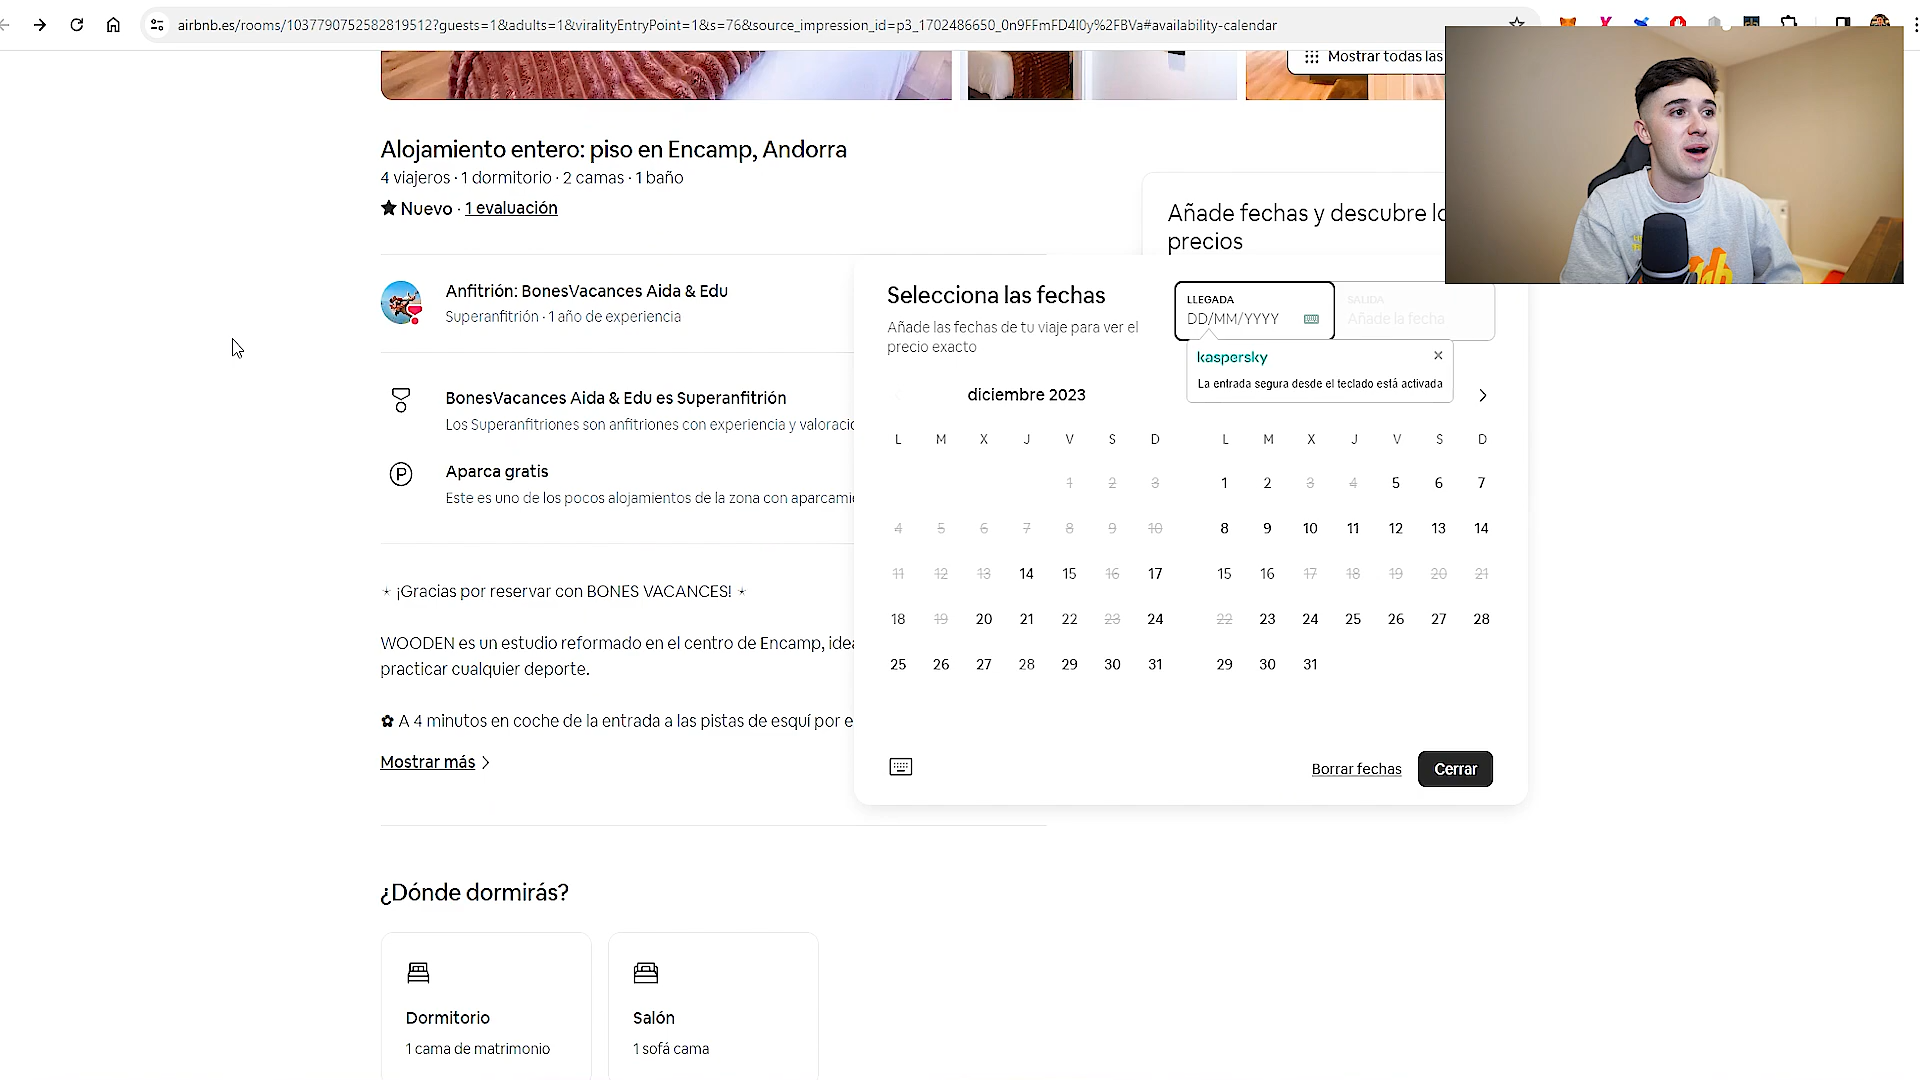 airbnb.es/rooms/1037790752582819512?guests=1&adults=1&viralityEntryPoint=1&s=76&source_impression_id=p3_1702486650_0n9FFmFD4l0y%2FBVa#availability-calendar
Mostrar todas las
Alojamiento entero: piso en Encamp, Andorra
4 viajeros · 1 dormitorio · 2 camas · 1 baño
Nuevo · 1 evaluación
Añade fechas y descubre lo
precios
Anfitrión: BonesVacances Aida & Edu
Superanfitrión · 1 año de experiencia
BonesVacances Aida & Edu es Superanfitrión
Los Superanfitriones son anfitriones con experiencia y valoracio
Aparca gratis
Este es uno de los pocos alojamientos de la zona con aparcami
⋆ ¡Gracias por reservar con BONES VACANCES! ⋆
WOODEN es un estudio reformado en el centro de Encamp, idea
practicar cualquier deporte.
✿ A 4 minutos en coche de la entrada a las pistas de esquí por e
Mostrar más
Selecciona las fechas
Añade las fechas de tu viaje para ver el
precio exacto
LLEGADA
DD/MM/YYYY
SALIDA
Añade la fecha
kaspersky
La entrada segura desde el teclado está activada
diciembre 2023
L M X J V S D
1 2 3
4 5 6 7 8 9 10
11 12 13 14 15 16 17
18 19 20 21 22 23 24
25 26 27 28 29 30 31
L M X J V S D
1 2 3 4 5 6 7
8 9 10 11 12 13 14
15 16 17 18 19 20 21
22 23 24 25 26 27 28
29 30 31
Borrar fechas
Cerrar
¿Dónde dormirás?
Dormitorio
1 cama de matrimonio
Salón
1 sofá cama